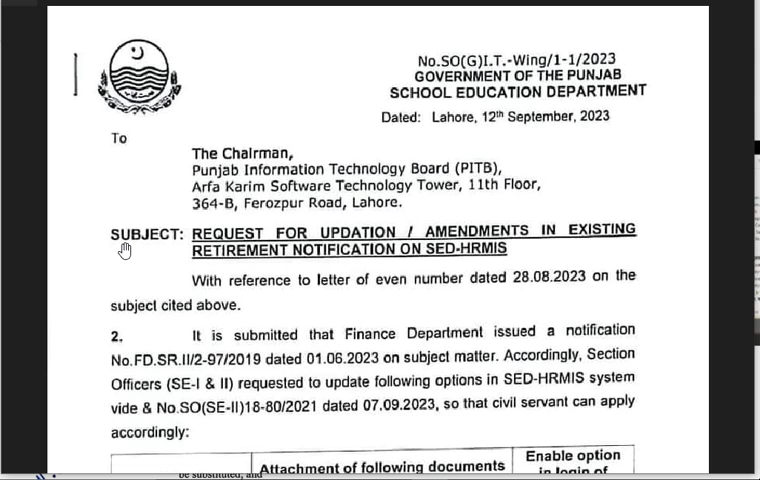 No.SO(G)I.T.-Wing/1-1/2023
GOVERNMENT OF THE PUNJAB
SCHOOL EDUCATION DEPARTMENT
Dated: Lahore, 12th September, 2023
To
The Chairman,
Punjab Information Technology Board (PITB),
Arfa Karim Software Technology Tower, 11th Floor,
364-B, Ferozpur Road, Lahore.
SUBJECT: REQUEST FOR UPDATION / AMENDMENTS IN EXISTING
RETIREMENT NOTIFICATION ON SED-HRMIS
With reference to letter of even number dated 28.08.2023 on the
subject cited above.
2. It is submitted that Finance Department issued a notification
No.FD.SR.II/2-97/2019 dated 01.06.2023 on subject matter. Accordingly, Section
Officers (SE-I & II) requested to update following options in SED-HRMIS system
vide & No.SO(SE-II)18-80/2021 dated 07.09.2023, so that civil servant can apply
accordingly:
Attachment of following documents
Enable option
in login of
be substituted, and